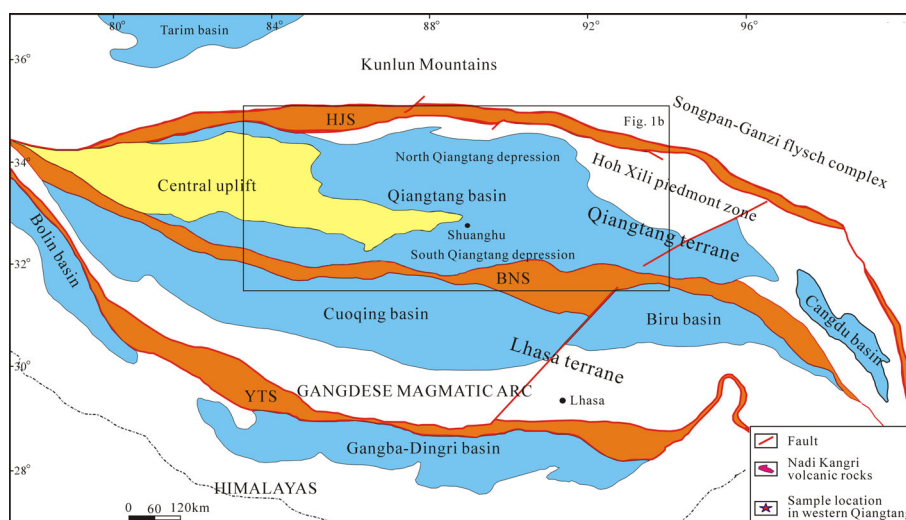 80°
88°
92°
96°
36°
34°
32°
30°
28°
Tarim basin
Kunlun Mountains
Songpan-Ganzi flysch complex
HJS
Fig. 1b
North Qiangtang depression
Hoh Xili piedmont zone
Central uplift
Qiangtang basin
Qiangtang terrane
Shuanghu
South Qiangtang depression
Bolin basin
BNS
Cuoqing basin
Biru basin
Cangdu basin
Lhasa terrane
YTS
GANGDESE MAGMATIC ARC
Lhasa
Gangba-Dingri basin
HIMALAYAS
0 60 120km
Fault
Nadi Kangri
volcanic rocks
Sample location
in western Qiangtang